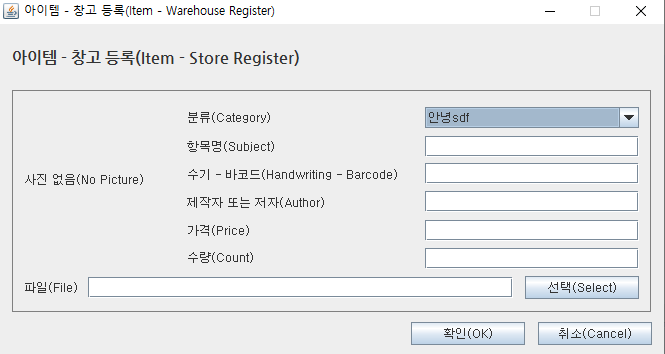 아이템 - 창고 등록(Item - Warehouse Register)
아이템 - 창고 등록(Item - Store Register)
분류(Category)
안녕sdf
항목명(Subject)
사진 없음(No Picture)
수기 - 바코드(Handwriting - Barcode)
제작자 또는 저자(Author)
가격(Price)
수량(Count)
파일(File)
선택(Select)
확인(OK)
취소(Cancel)